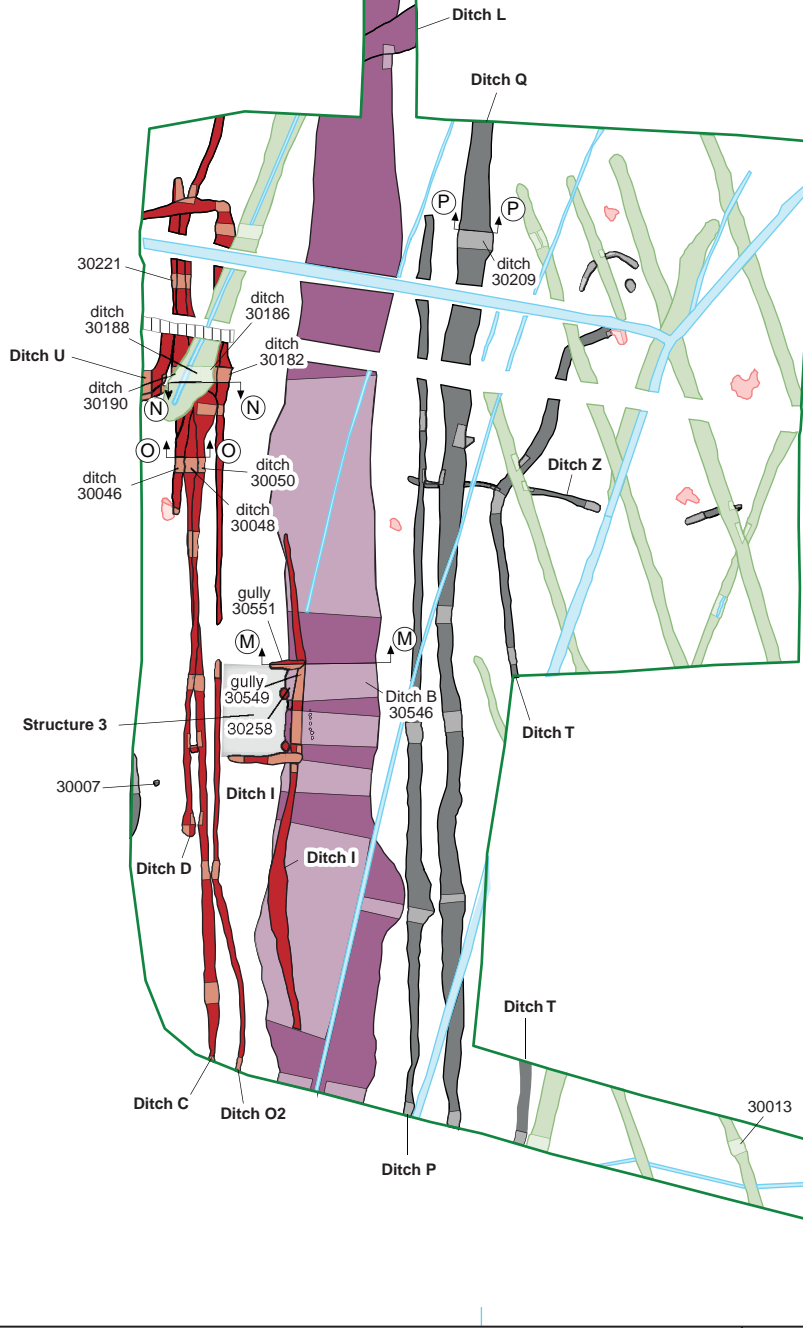 Ditch L
Ditch Q
P
P
ditch
30209
30221
ditch
30188
ditch
30186
ditch
30182
Ditch U
ditch
30190
N
N
O
O
ditch
30046
ditch
30050
ditch
30048
Ditch Z
gully
30551
M
M
gully
30549
30258
Ditch B
30546
Structure 3
Ditch T
30007
Ditch I
Ditch I
Ditch D
Ditch T
Ditch C
Ditch O2
30013
Ditch P